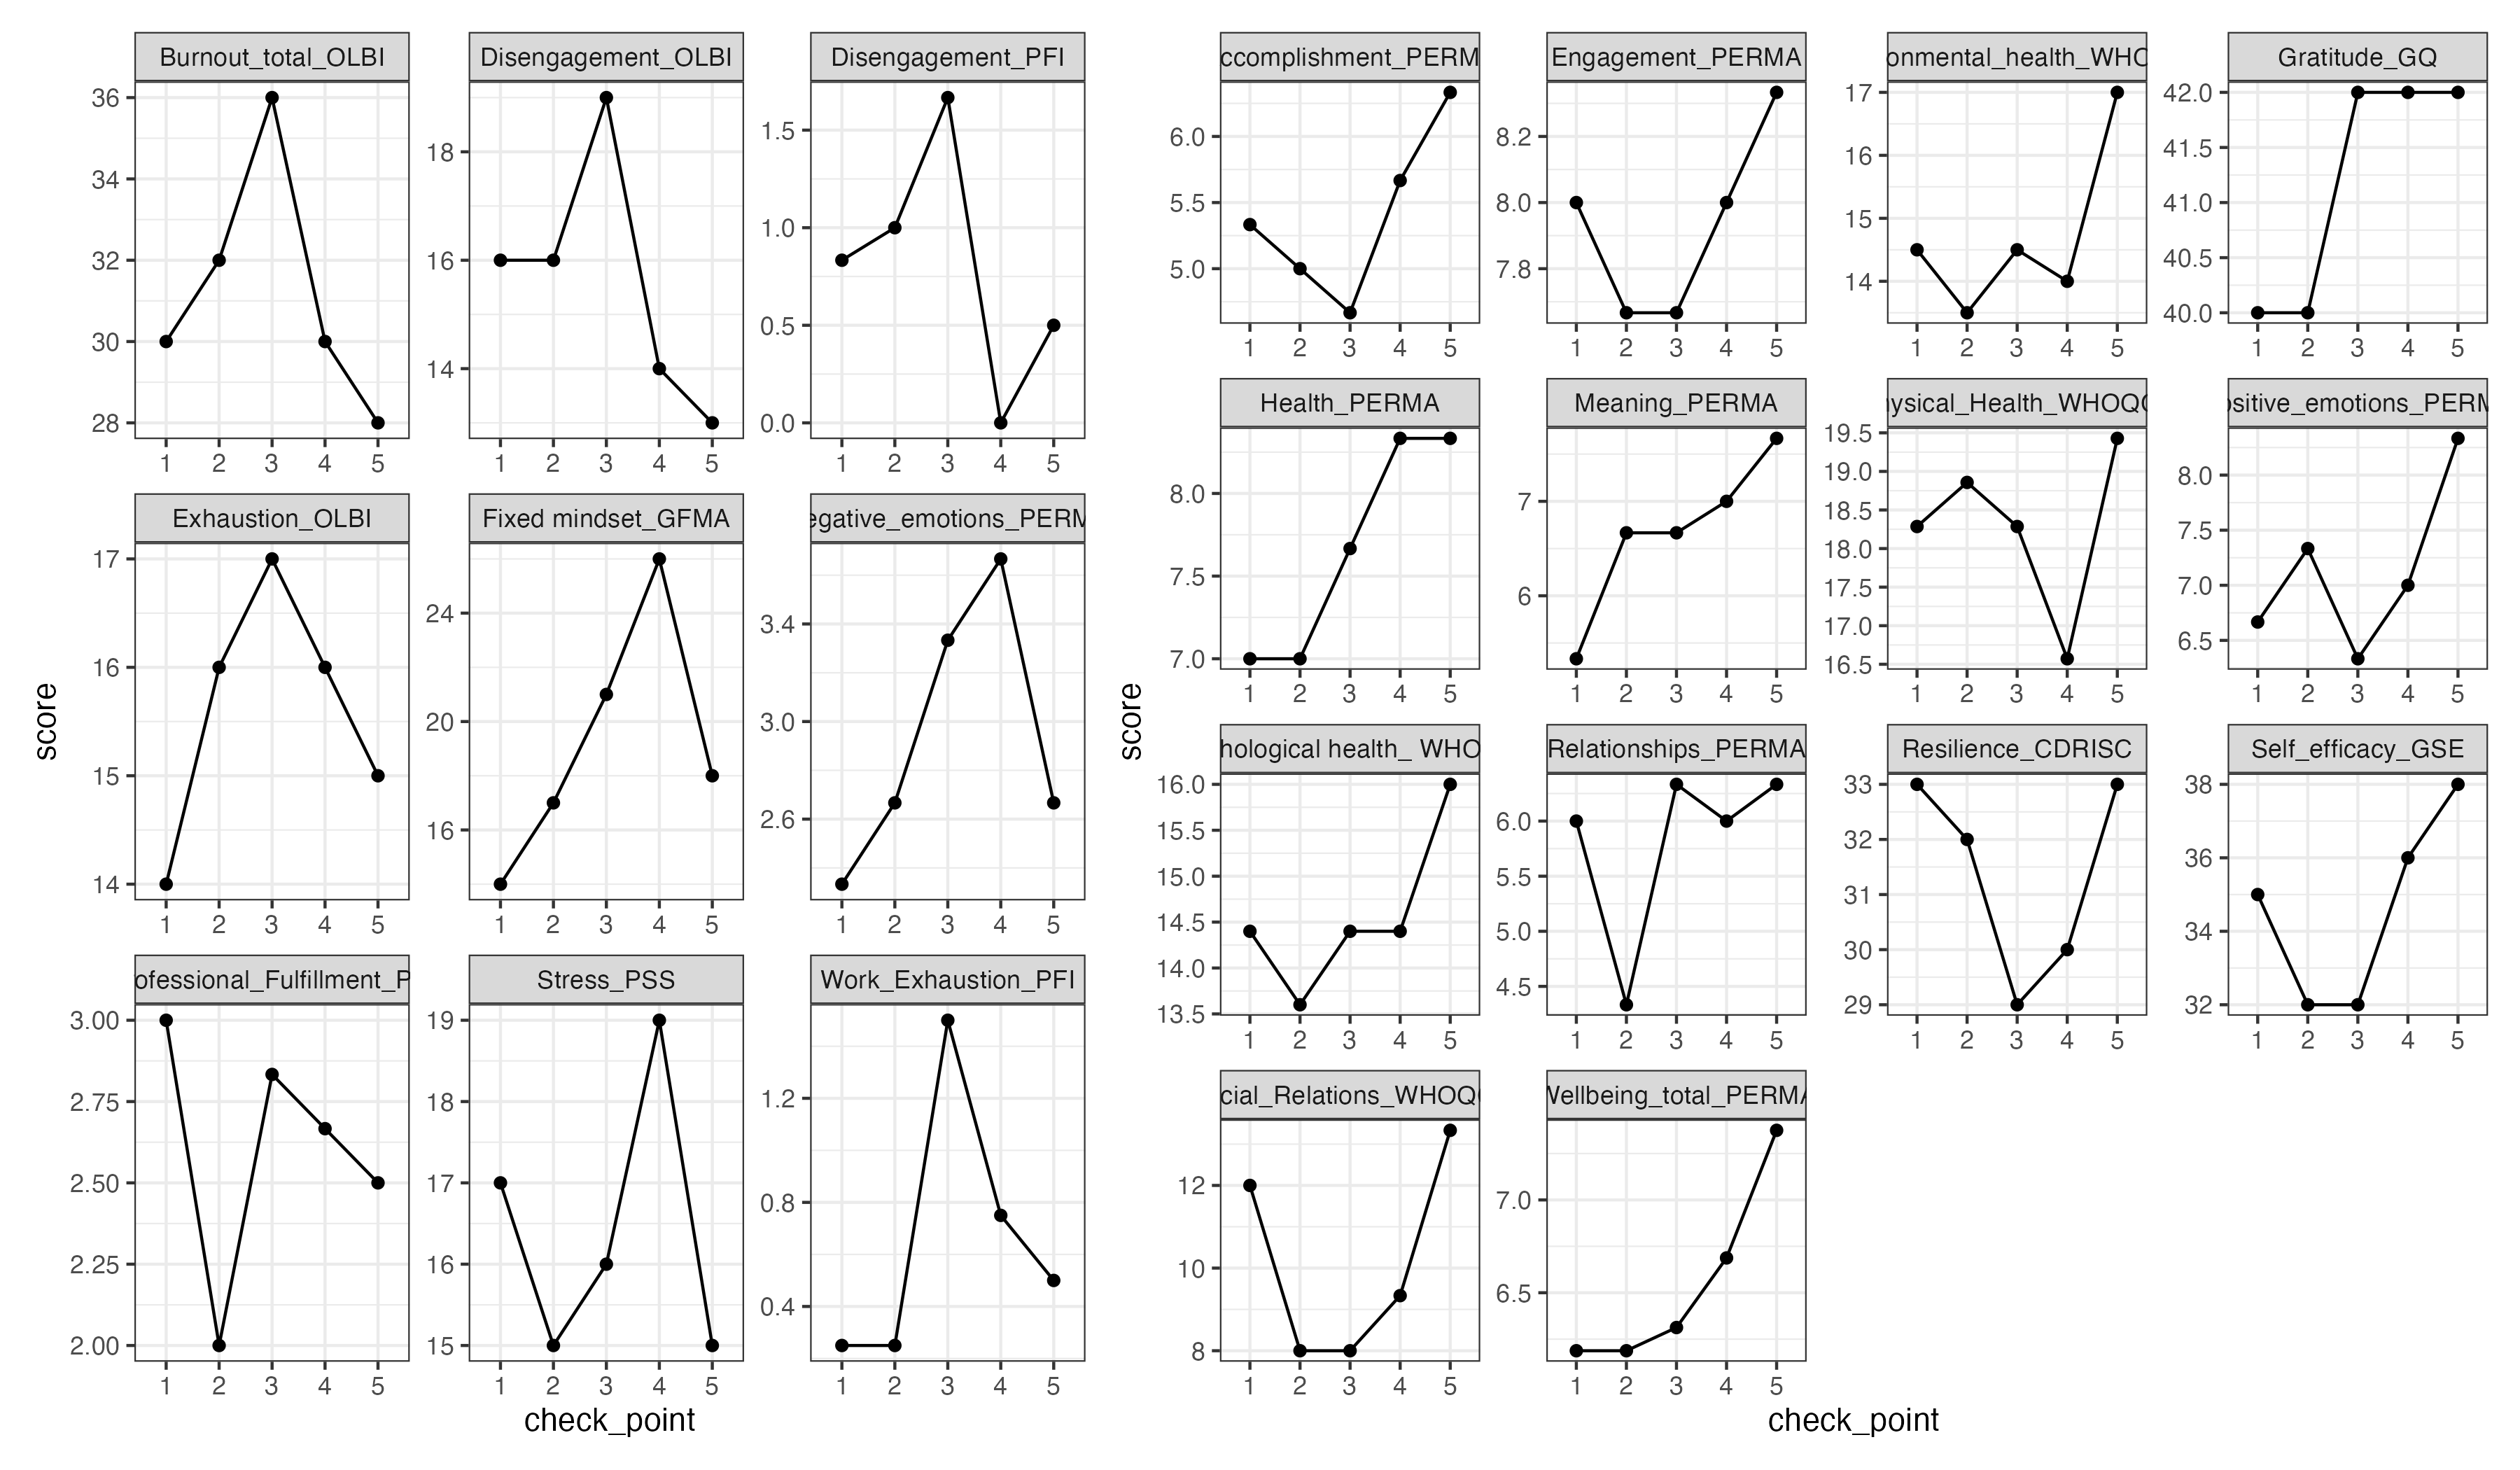 Burnout_total_OLBI
36
34
32
30
28
1 2 3 4 5
Disengagement_OLBI
18
16
14
1 2 3 4 5
Disengagement_PFI
1.5
1.0
0.5
0.0
1 2 3 4 5
Exhaustion_OLBI
17
16
15
14
1 2 3 4 5
Fixed mindset_GFMA
24
20
16
1 2 3 4 5
egative_emotions_PERM
3.4
3.0
2.6
1 2 3 4 5
ofessional_Fulfillment_P
3.00
2.75
2.50
2.25
2.00
1 2 3 4 5
Stress_PSS
19
18
17
16
15
1 2 3 4 5
Work_Exhaustion_PFI
1.2
0.8
0.4
1 2 3 4 5
score
check_point
ccomplishment_PERM
6.0
5.5
5.0
1 2 3 4 5
Engagement_PERMA
8.2
8.0
7.8
1 2 3 4 5
onmental_health_WHO
17
16
15
14
1 2 3 4 5
Gratitude_GQ
42.0
41.5
41.0
40.5
40.0
1 2 3 4 5
Health_PERMA
8.0
7.5
7.0
1 2 3 4 5
Meaning_PERMA
7
6
1 2 3 4 5
hysical_Health_WHOQO
19.5
19.0
18.5
18.0
17.5
17.0
16.5
1 2 3 4 5
ositive_emotions_PERM
8.0
7.5
7.0
6.5
1 2 3 4 5
hological health_ WHO
16.0
15.5
15.0
14.5
14.0
13.5
1 2 3 4 5
Relationships_PERMA
6.0
5.5
5.0
4.5
1 2 3 4 5
Resilience_CDRISC
33
32
31
30
29
1 2 3 4 5
Self_efficacy_GSE
38
36
34
32
1 2 3 4 5
cial_Relations_WHOQO
12
10
8
1 2 3 4 5
Wellbeing_total_PERMA
7.0
6.5
1 2 3 4 5
score
check_point